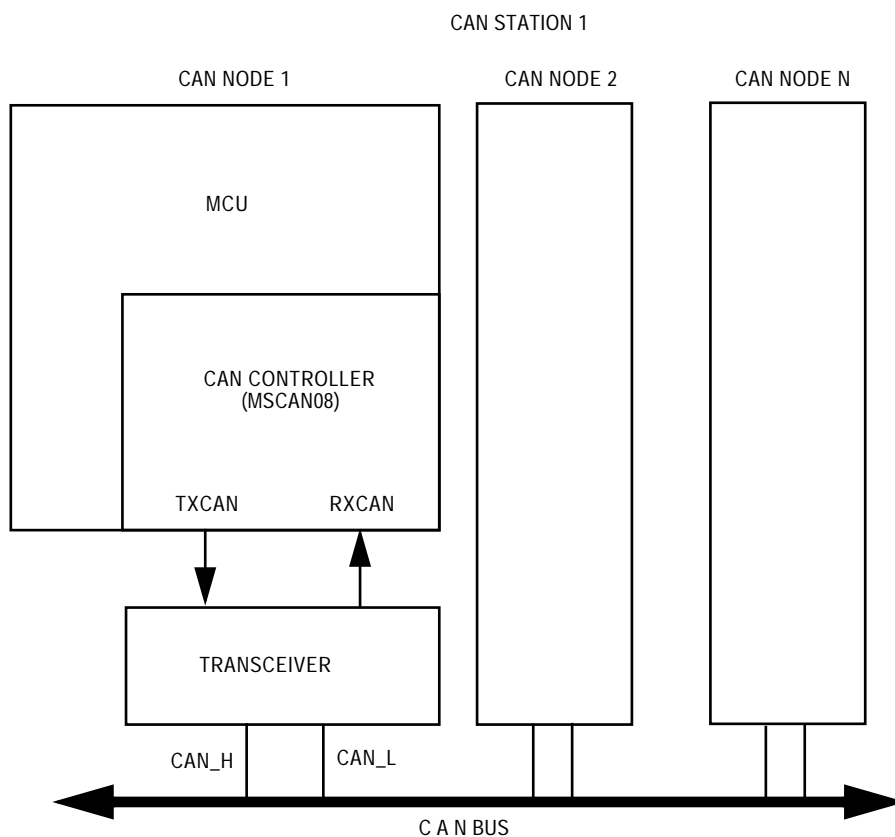 CAN STATION 1
CAN NODE 1
CAN NODE 2
CAN NODE N
MCU
CAN CONTROLLER
(MSCAN08)
TXCAN
RXCAN
TRANSCEIVER
CAN_H
CAN_L
C A N BUS